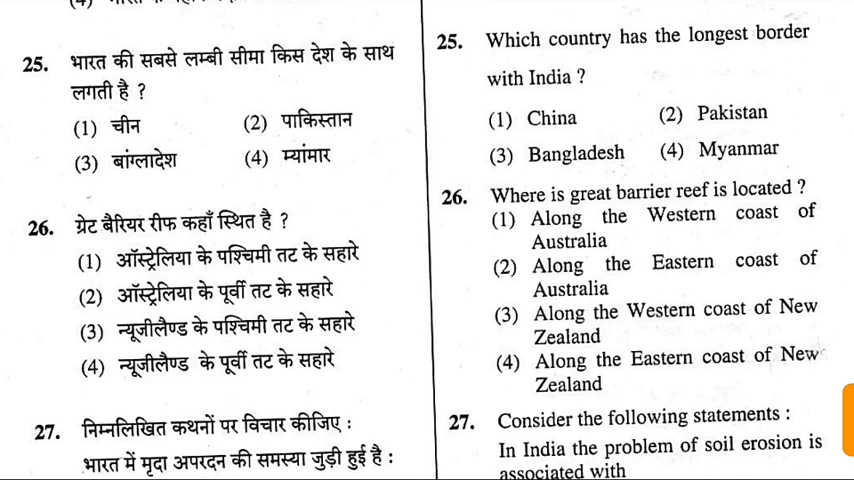 25. भारत की सबसे लम्बी सीमा किस देश के साथ
लगती है ?
(1) चीन (2) पाकिस्तान
(3) बांग्लादेश (4) म्यांमार
26. ग्रेट बैरियर रीफ कहाँ स्थित है ?
(1) ऑस्ट्रेलिया के पश्चिमी तट के सहारे
(2) ऑस्ट्रेलिया के पूर्वी तट के सहारे
(3) न्यूजीलैण्ड के पश्चिमी तट के सहारे
(4) न्यूजीलैण्ड के पूर्वी तट के सहारे
27. निम्नलिखित कथनों पर विचार कीजिए :
भारत में मृदा अपरदन की समस्या जुड़ी हुई है :
25. Which country has the longest border
with India ?
(1) China (2) Pakistan
(3) Bangladesh (4) Myanmar
26. Where is great barrier reef is located ?
(1) Along the Western coast of
Australia
(2) Along the Eastern coast of
Australia
(3) Along the Western coast of New
Zealand
(4) Along the Eastern coast of New
Zealand
27. Consider the following statements :
In India the problem of soil erosion is
associated with